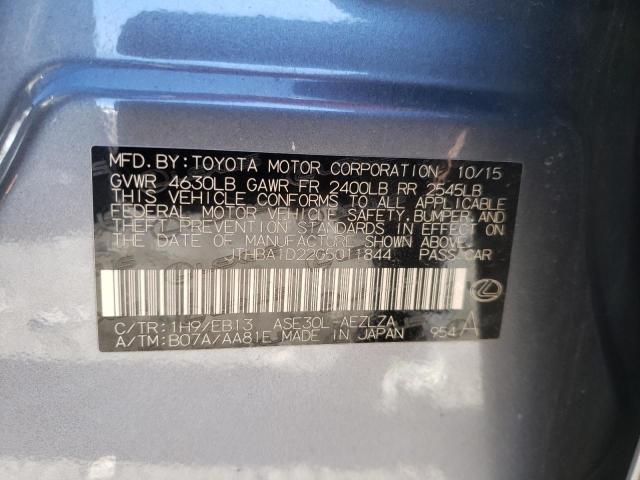 MFD. BY: TOYOTA MOTOR CORPORATION 10/15
GVWR 4630LB GAWR FR 2400LB RR 2545LB
THIS VEHICLE CONFORMS TO ALL APPLICABLE
FEDERAL MOTOR VEHICLE SAFETY, BUMPER, AND
THEFT PREVENTION STANDARDS IN EFFECT ON
THE DATE OF MANUFACTURE SHOWN ABOVE.
JTHBA1D22G5011844 PASS CAR
C/TR: 1H9/EB13 ASE30L-AEZLZA
A/TM: B07A/AA81E MADE IN JAPAN 954 A